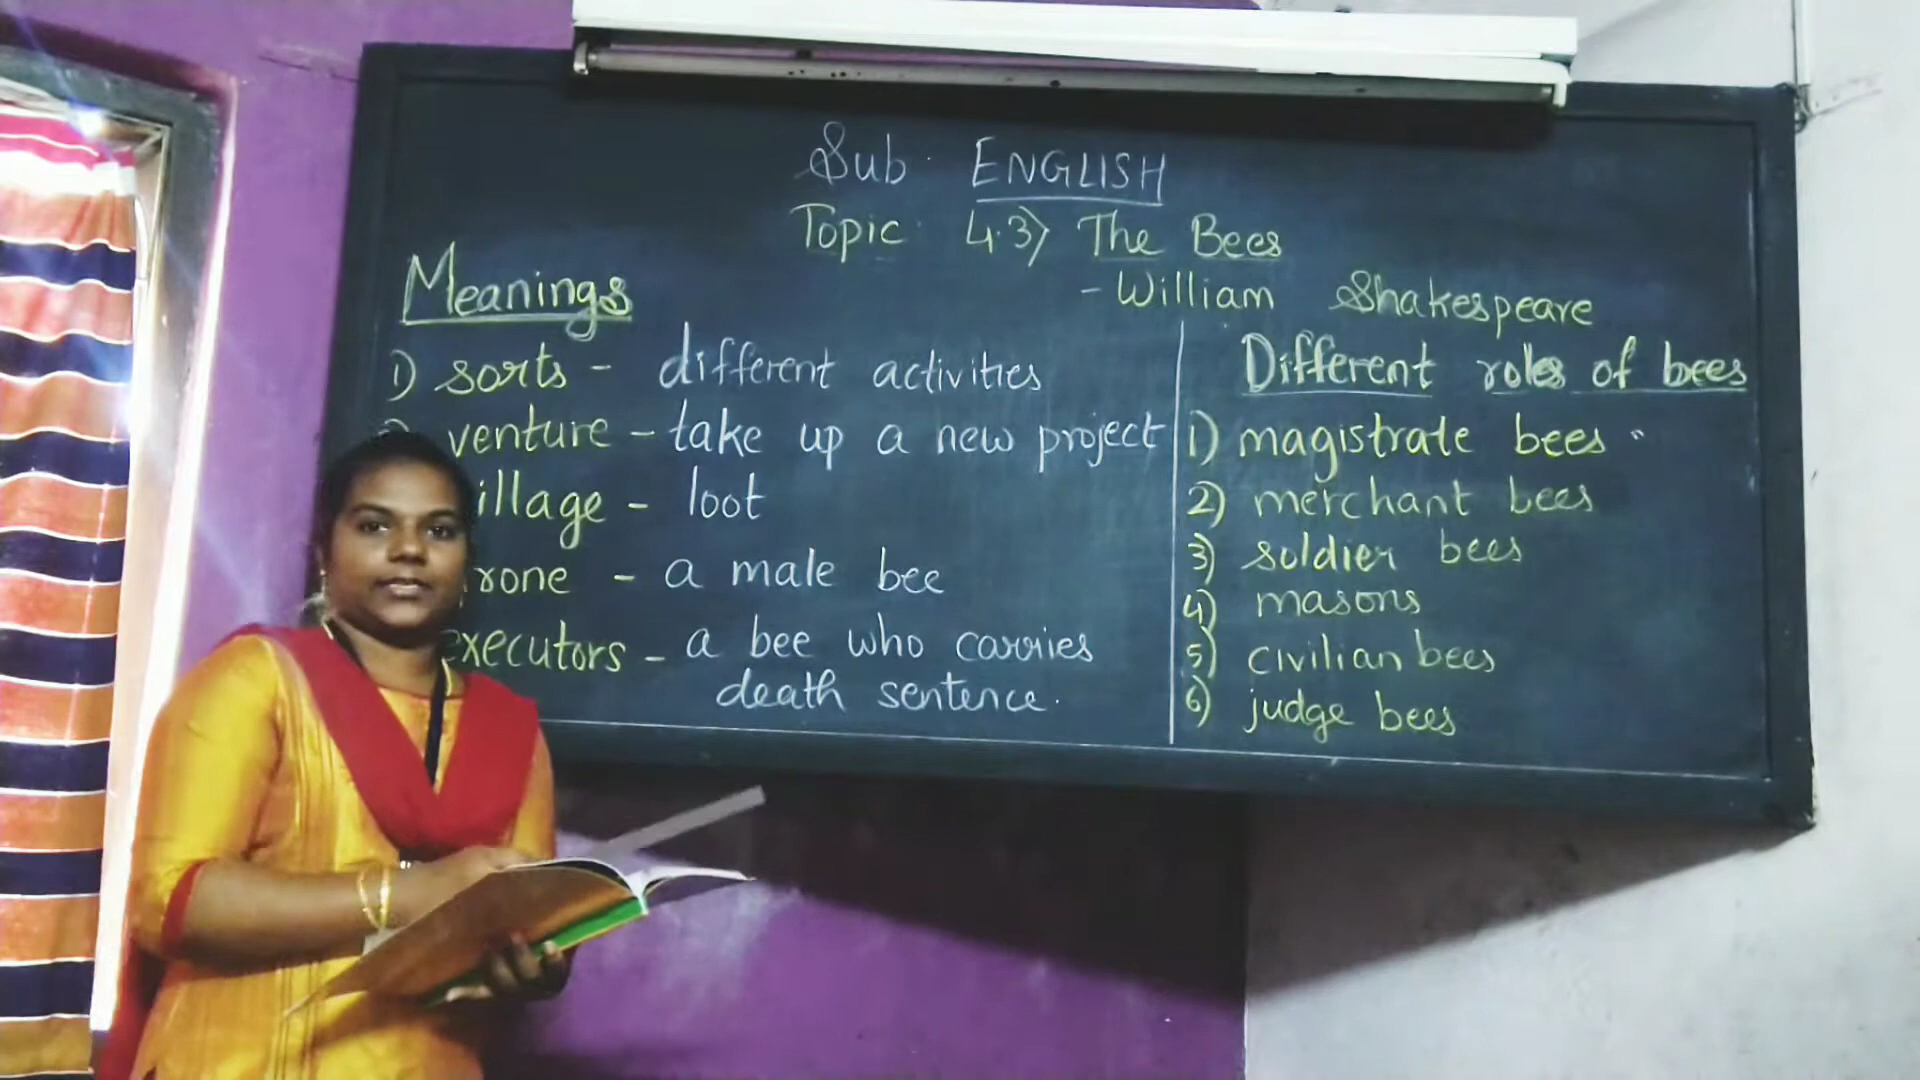 Sub: ENGLISH
Topic: 4.3) The Bees
- William Shakespeare
Meanings
1) sorts - different activities
venture - take up a new project
illage - loot
rone - a male bee
executors - a bee who carries
death sentence.
Different roles of bees
1) magistrate bees
2) merchant bees
3) soldier bees
4) masons
5) civilian bees
6) judge bees